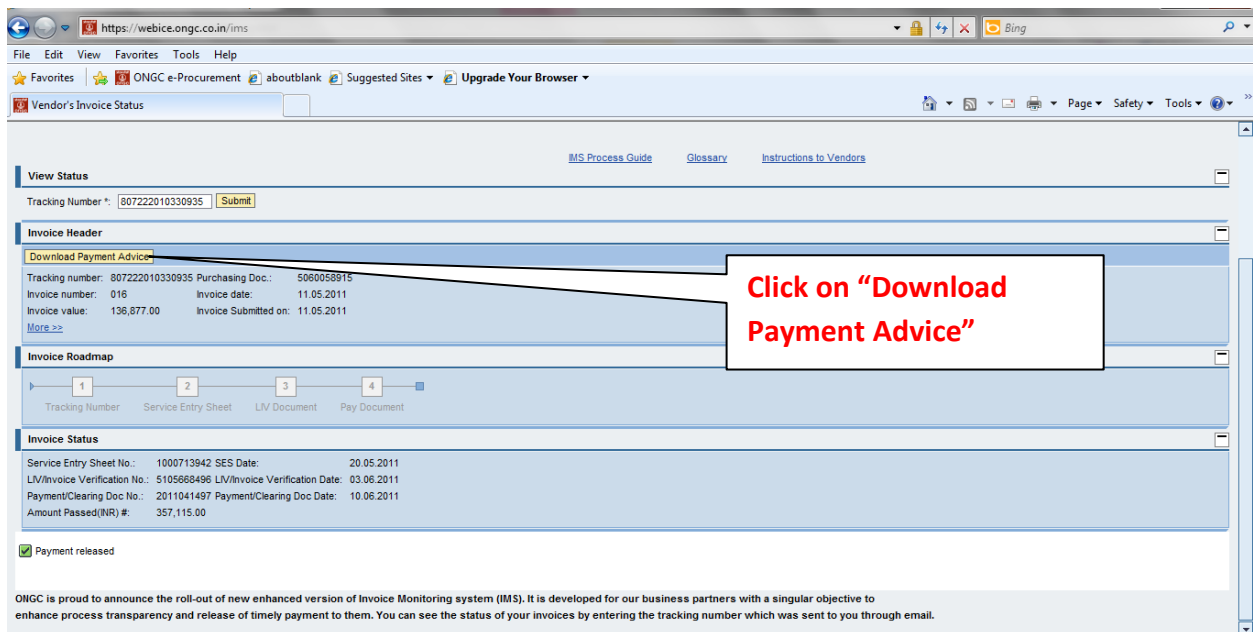 https://webice.ongc.co.in/ims
Bing
File Edit View Favorites Tools Help
Favorites ONGC e-Procurement aboutblank Suggested Sites Upgrade Your Browser
Vendor's Invoice Status
Page Safety Tools
IMS Process Guide Glossary Instructions to Vendors
View Status
Tracking Number *: 807222010330935 Submit
Invoice Header
Download Payment Advice
Click on “Download
Payment Advice”
Tracking number: 807222010330935 Purchasing Doc.: 5060058915
Invoice number: 016 Invoice date: 11.05.2011
Invoice value: 136,877.00 Invoice Submitted on: 11.05.2011
More >>
Invoice Roadmap
1 2 3 4
Tracking Number Service Entry Sheet LIV Document Pay Document
Invoice Status
Service Entry Sheet No.: 1000713942 SES Date: 20.05.2011
LIV/Invoice Verification No.: 5105668496 LIV/Invoice Verification Date: 03.06.2011
Payment/Clearing Doc No.: 2011041497 Payment/Clearing Doc Date: 10.06.2011
Amount Passed(INR) #: 357,115.00
Payment released
ONGC is proud to announce the roll-out of new enhanced version of Invoice Monitoring system (IMS). It is developed for our business partners with a singular objective to
enhance process transparency and release of timely payment to them. You can see the status of your invoices by entering the tracking number which was sent to you through email.